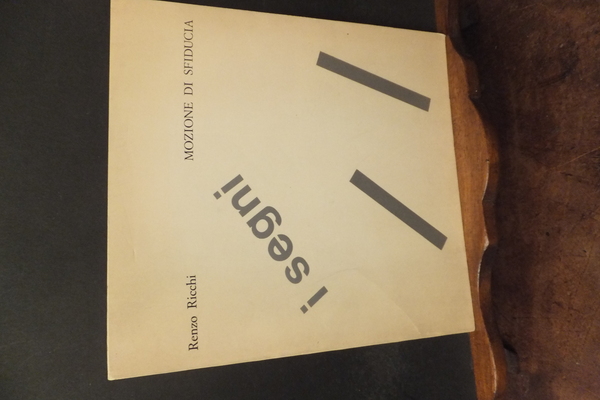 Renzo Ricchi
MOZIONE DI SFIDUCIA
i segni